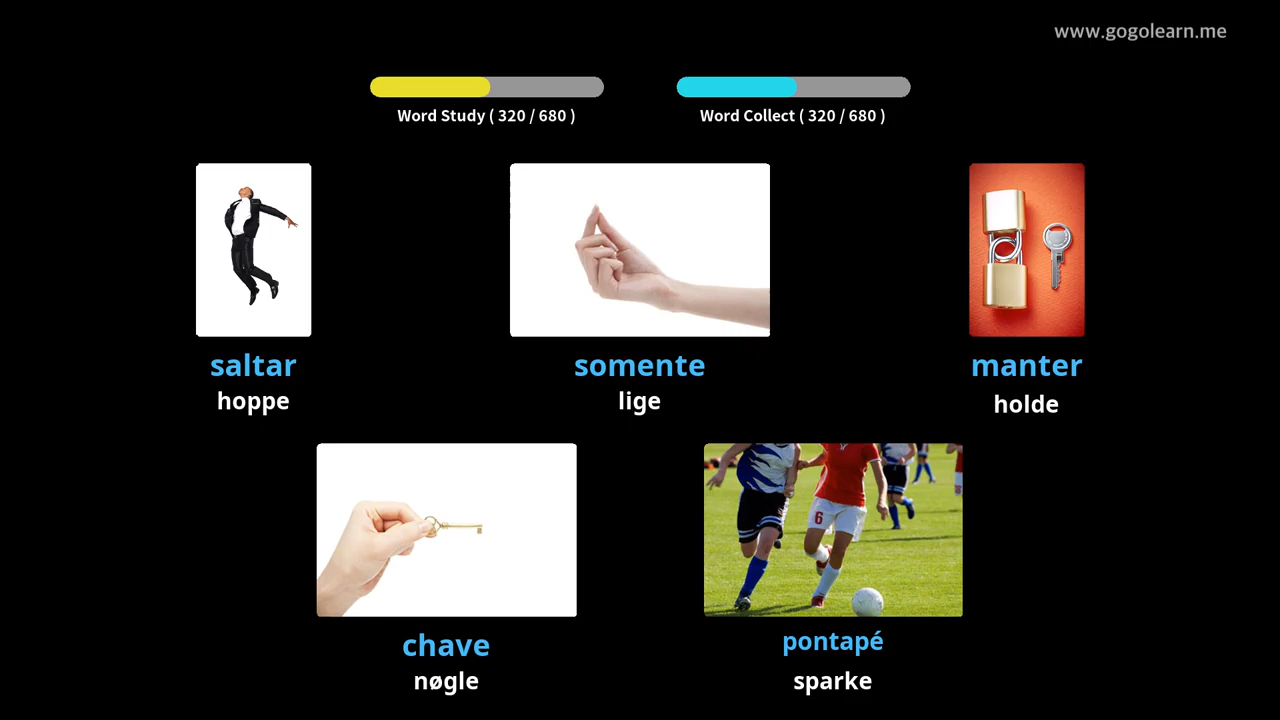 www.gogolearn.me
Word Study ( 320 / 680 )
Word Collect ( 320 / 680 )
saltar
hoppe
somente
lige
manter
holde
6
chave
nøgle
pontapé
sparke